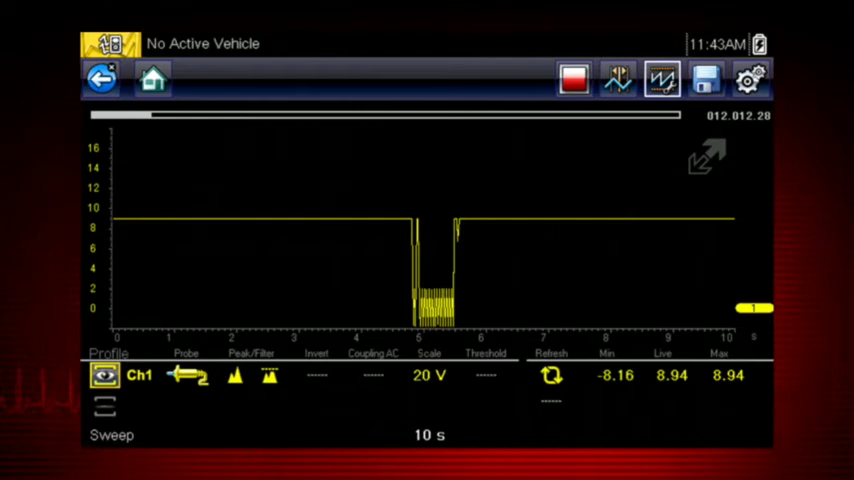 No Active Vehicle 11:43AM
012.012.28
16
14
12
10
8
6
4
2
0
1
0 1 2 3 4 5 6 7 8 9 10 s
Profile Probe Peak/Filter Invert Coupling AC Scale Threshold Refresh Min Live Max
Ch1 2 ----- ----- 20 V ----- -8.16 8.94 8.94
-----
Sweep 10 s